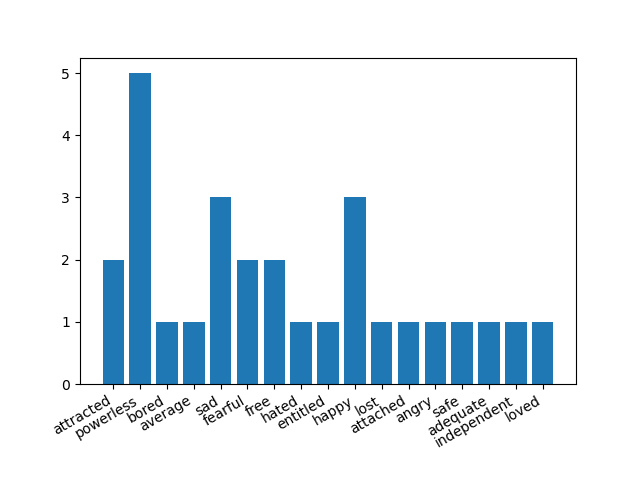 5
4
3
2
1
0
attracted
powerless
bored
average
sad
fearful
free
hated
entitled
happy
lost
attached
angry
safe
adequate
independent
loved